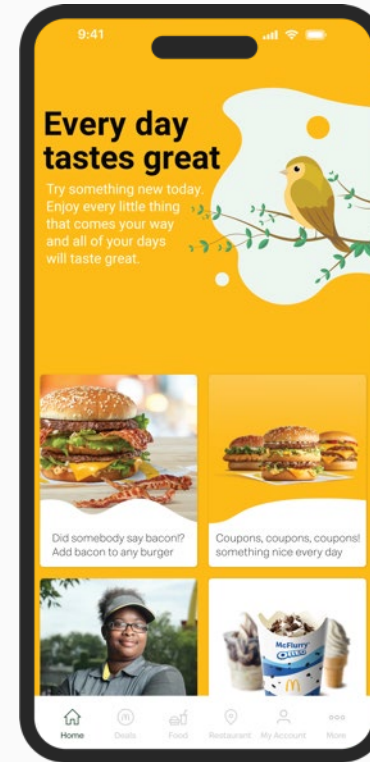 9:41
Every day
tastes great
Try something new today.
Enjoy every little thing
that comes your way
and all of your days
will taste great.
Did somebody say bacon!?
Add bacon to any burger
Coupons, coupons, coupons!
something nice every day
McFlurry
OREO
Home
Deals
Food
Restaurant
My Account
More